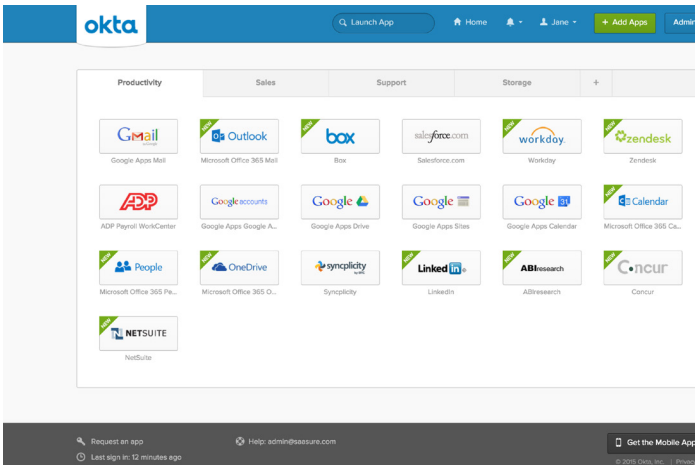 okta
Launch App
Home
Jane
+ Add Apps
Admin
Productivity
Sales
Support
Storage
+
Gmail
by Google
NEW
Outlook
NEW
box
salesforce.com
NEW
workday.
NEW
zendesk
Google Apps Mail
Microsoft Office 365 Mail
Box
Salesforce.com
Workday
Zendesk
ADP
Google accounts
Google
Google
Google 31
NEW
Calendar
ADP Payroll WorkCenter
Google Apps Google A...
Google Apps Drive
Google Apps Sites
Google Apps Calendar
Microsoft Office 365 Ca...
NEW
People
NEW
OneDrive
syncplicity
by EMC
NEW
Linked in
NEW
ABIresearch
NEW
Concur
Microsoft Office 365 Pe...
Microsoft Office 365 O...
Syncplicity
LinkedIn
ABIresearch
Concur
NEW
N NETSUITE
NetSuite
Request an app
Help: admin@saasure.com
Get the Mobile App
Last sign in: 12 minutes ago
© 2015 Okta, Inc. | Privac